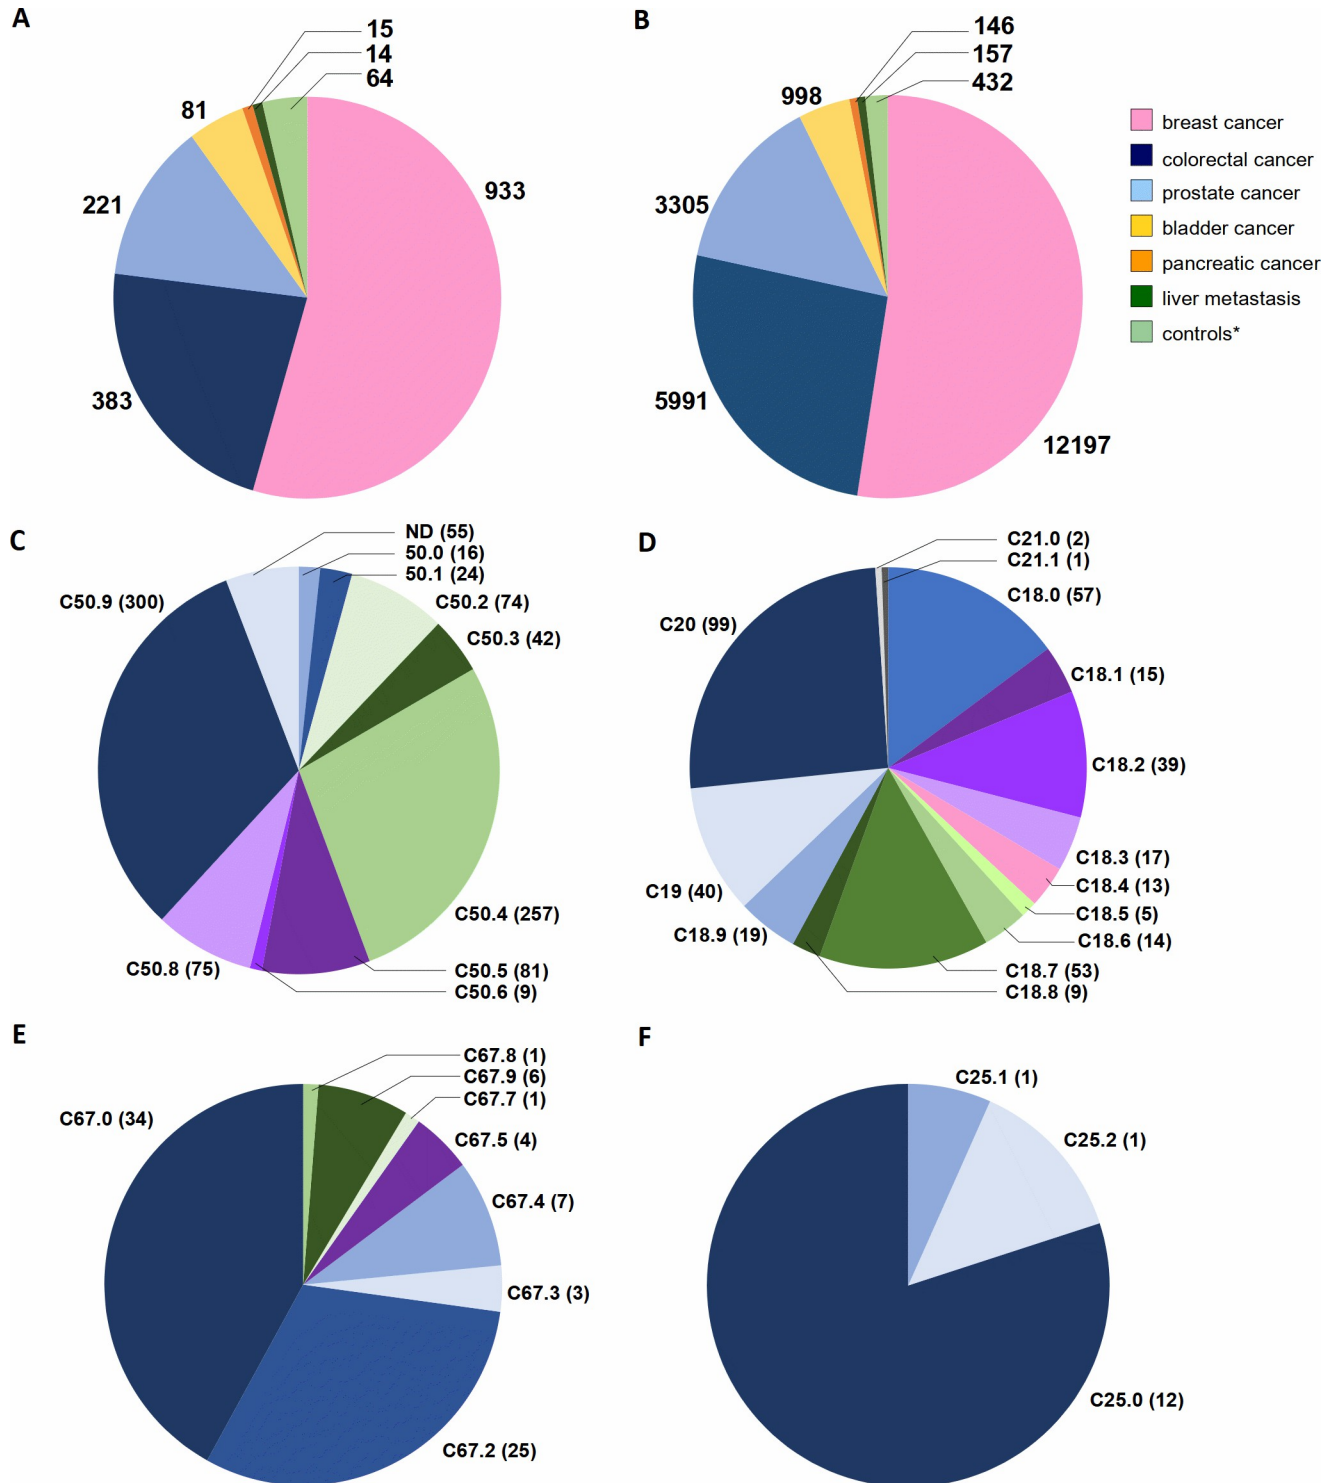 A
15
14
64
81
221
933
383
B
146
157
432
998
3305
5991
12197
breast cancer
colorectal cancer
prostate cancer
bladder cancer
pancreatic cancer
liver metastasis
controls*
C
ND (55)
50.0 (16)
50.1 (24)
C50.2 (74)
C50.3 (42)
C50.9 (300)
C50.4 (257)
C50.8 (75)
C50.5 (81)
C50.6 (9)
D
C21.0 (2)
C21.1 (1)
C18.0 (57)
C20 (99)
C18.1 (15)
C18.2 (39)
C18.3 (17)
C18.4 (13)
C18.5 (5)
C18.6 (14)
C18.7 (53)
C18.8 (9)
C19 (40)
C18.9 (19)
E
C67.8 (1)
C67.9 (6)
C67.7 (1)
C67.0 (34)
C67.5 (4)
C67.4 (7)
C67.3 (3)
C67.2 (25)
F
C25.1 (1)
C25.2 (1)
C25.0 (12)